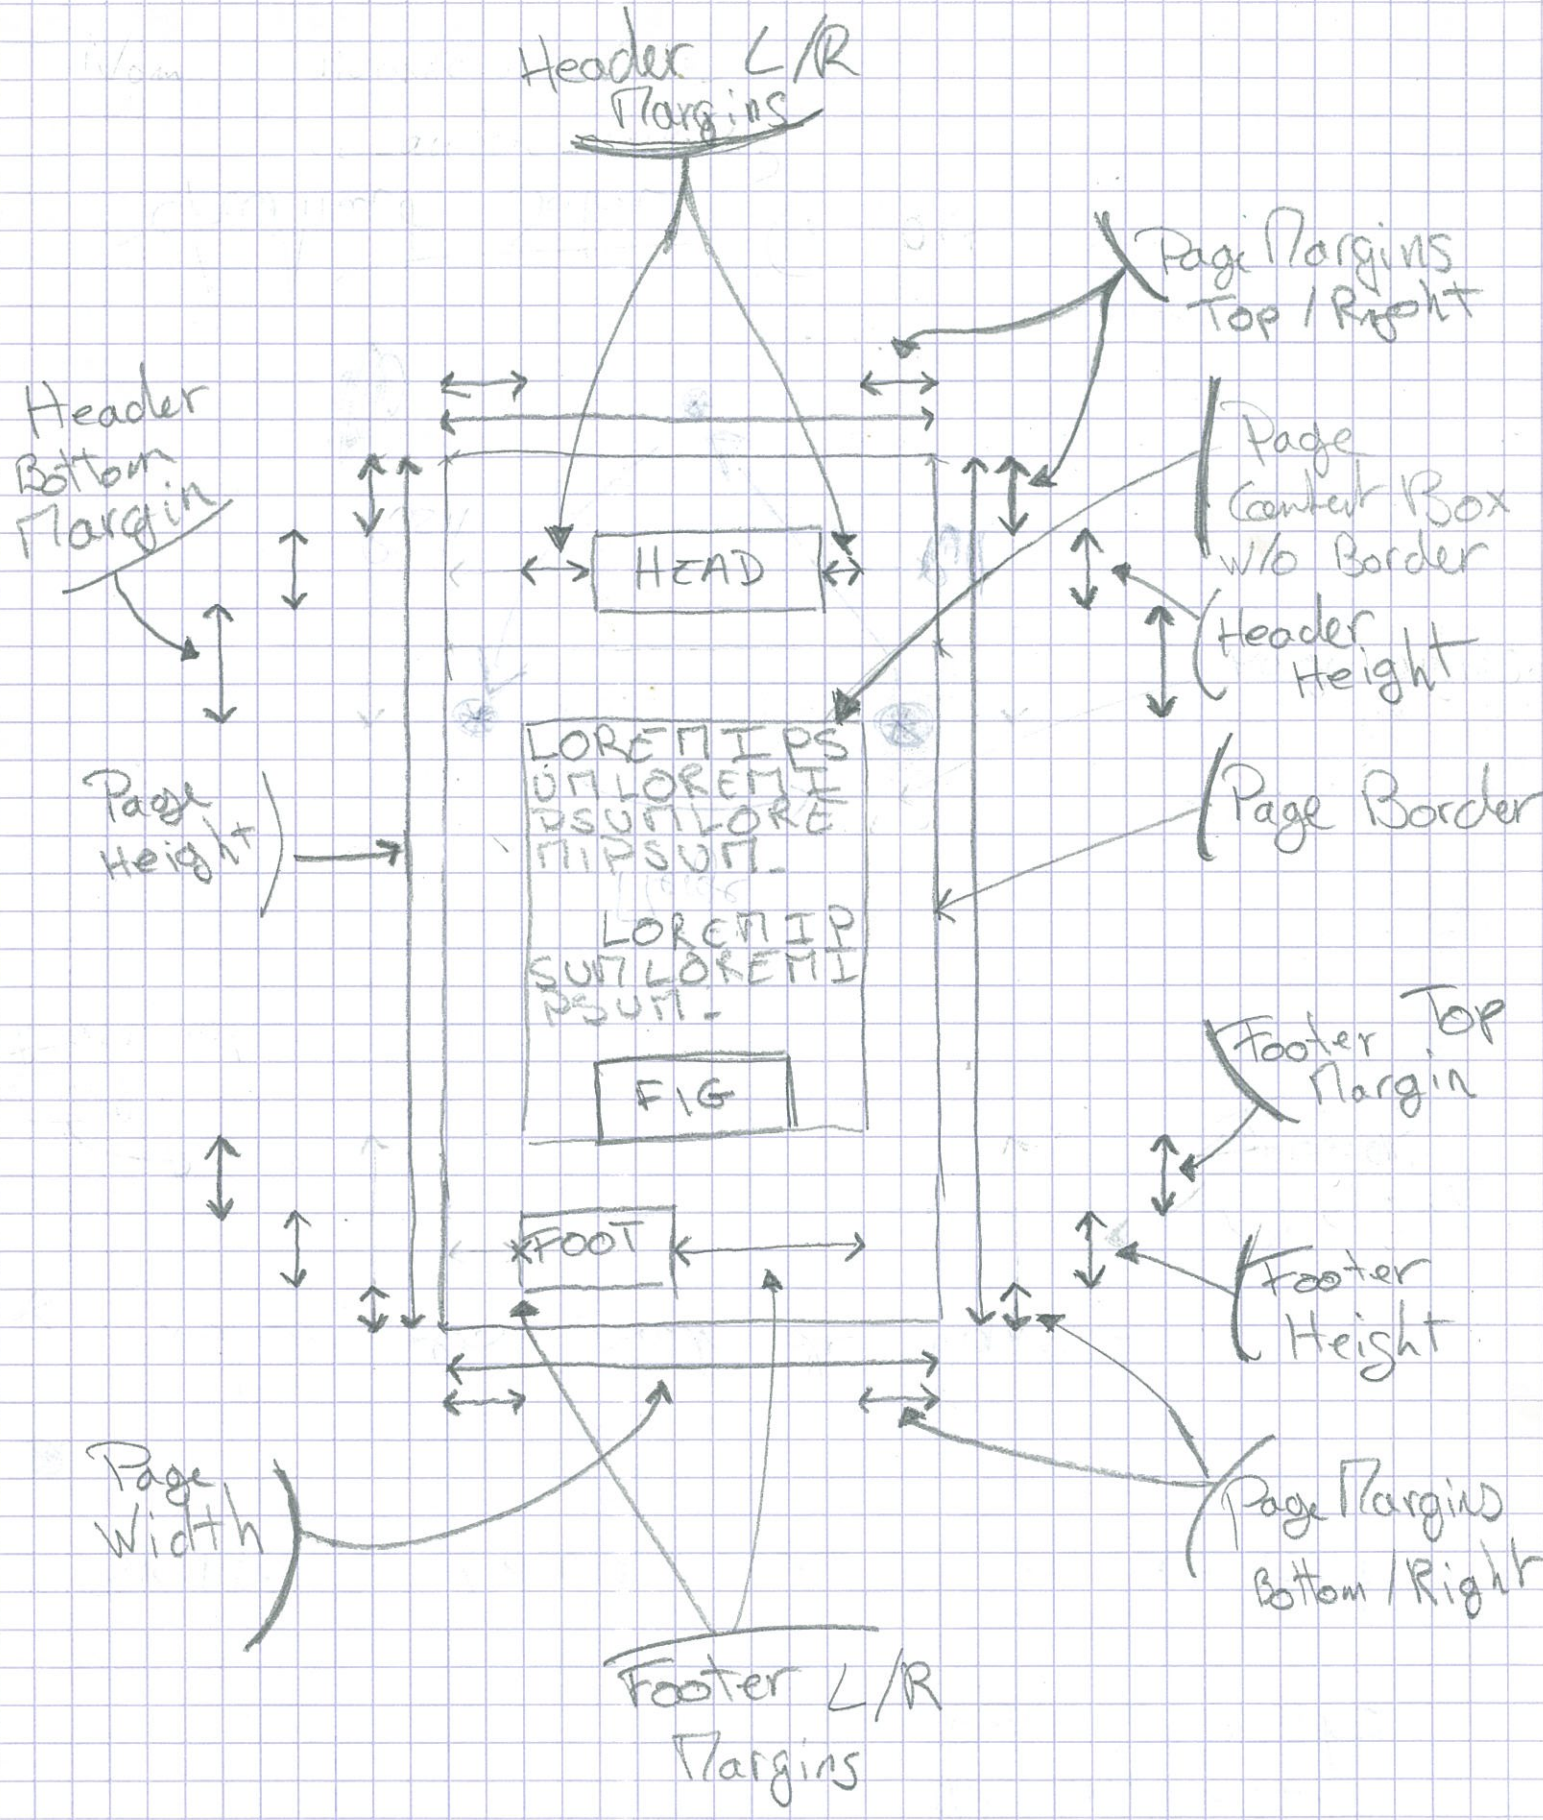 Header L/R
Margins
Page Margins
Top / Right
Header
Bottom
Margin
Page
Content Box
w/o Border
HEAD
Header
Height
LOREMIPS
UMLOREMI
PSUMLORE
MIPSUM.
Page
Height
Page Border
LOREMIP
SUMLOREMI
PSUM.
Footer Top
Margin
FIG
FOOT
Footer
Height
Page
Width
Page Margins
Bottom / Right
Footer L/R
Margins